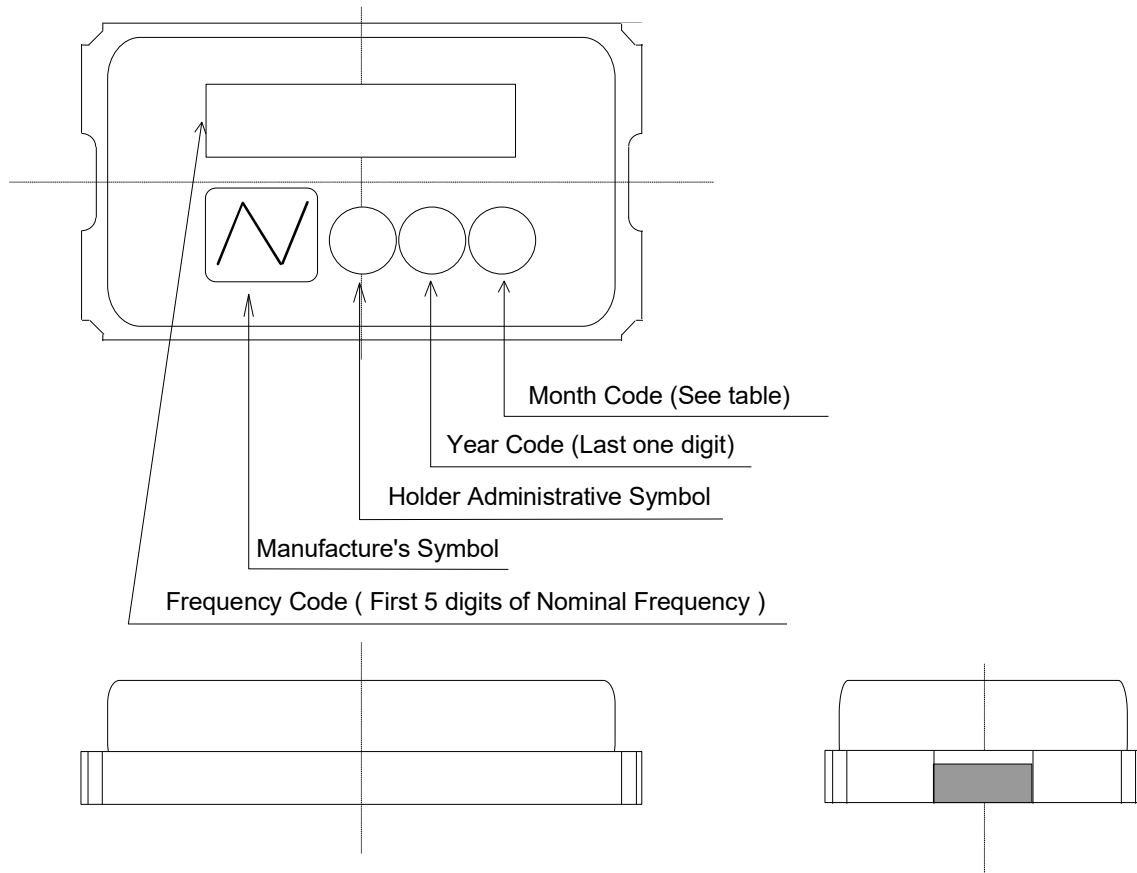 Month Code (See table)
Year Code (Last one digit)
Holder Administrative Symbol
Manufacture's Symbol
Frequency Code ( First 5 digits of Nominal Frequency )